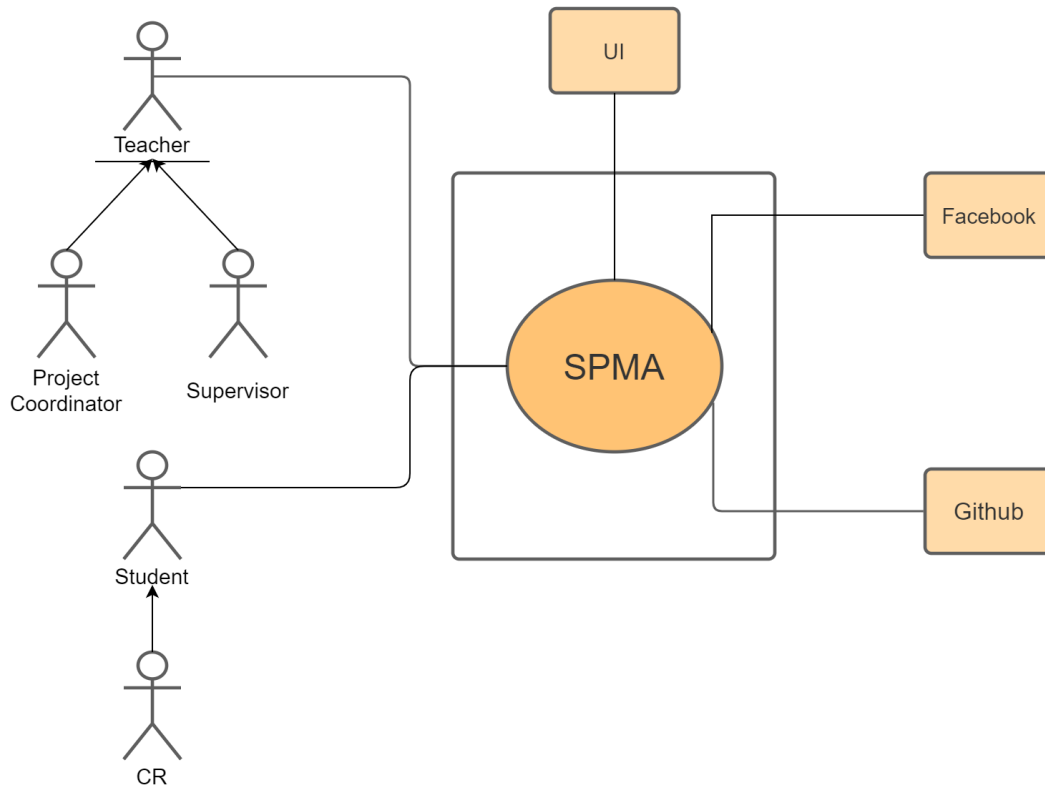 UI
Teacher
Facebook
SPMA
Project
Coordinator
Supervisor
Github
Student
CR